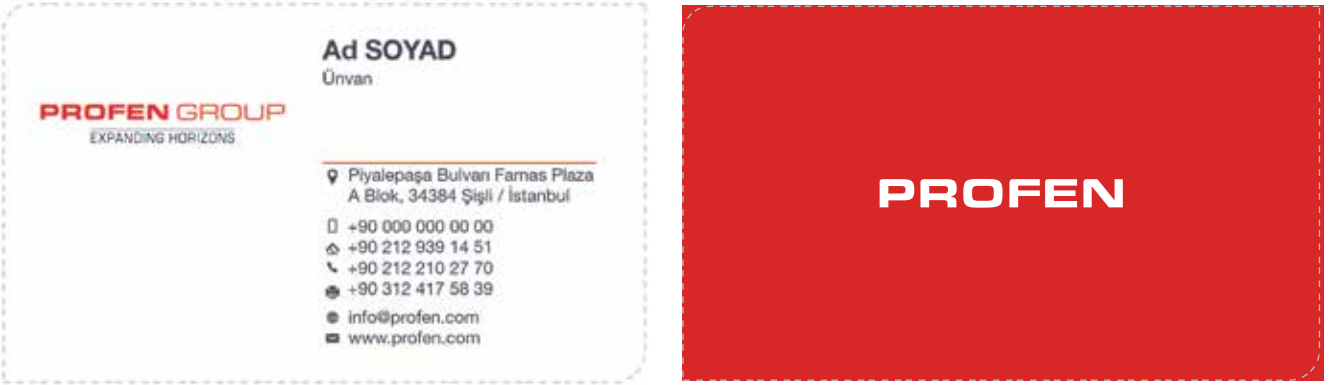 Ad SOYAD
Ünvan
PROFEN GROUP
EXPANDING HORIZONS
Piyalepaşa Bulvarı Famas Plaza
A Blok, 34384 Şişli / İstanbul
+90 000 000 00 00
+90 212 939 14 51
+90 212 210 27 70
+90 312 417 58 39
info@profen.com
www.profen.com
PROFEN